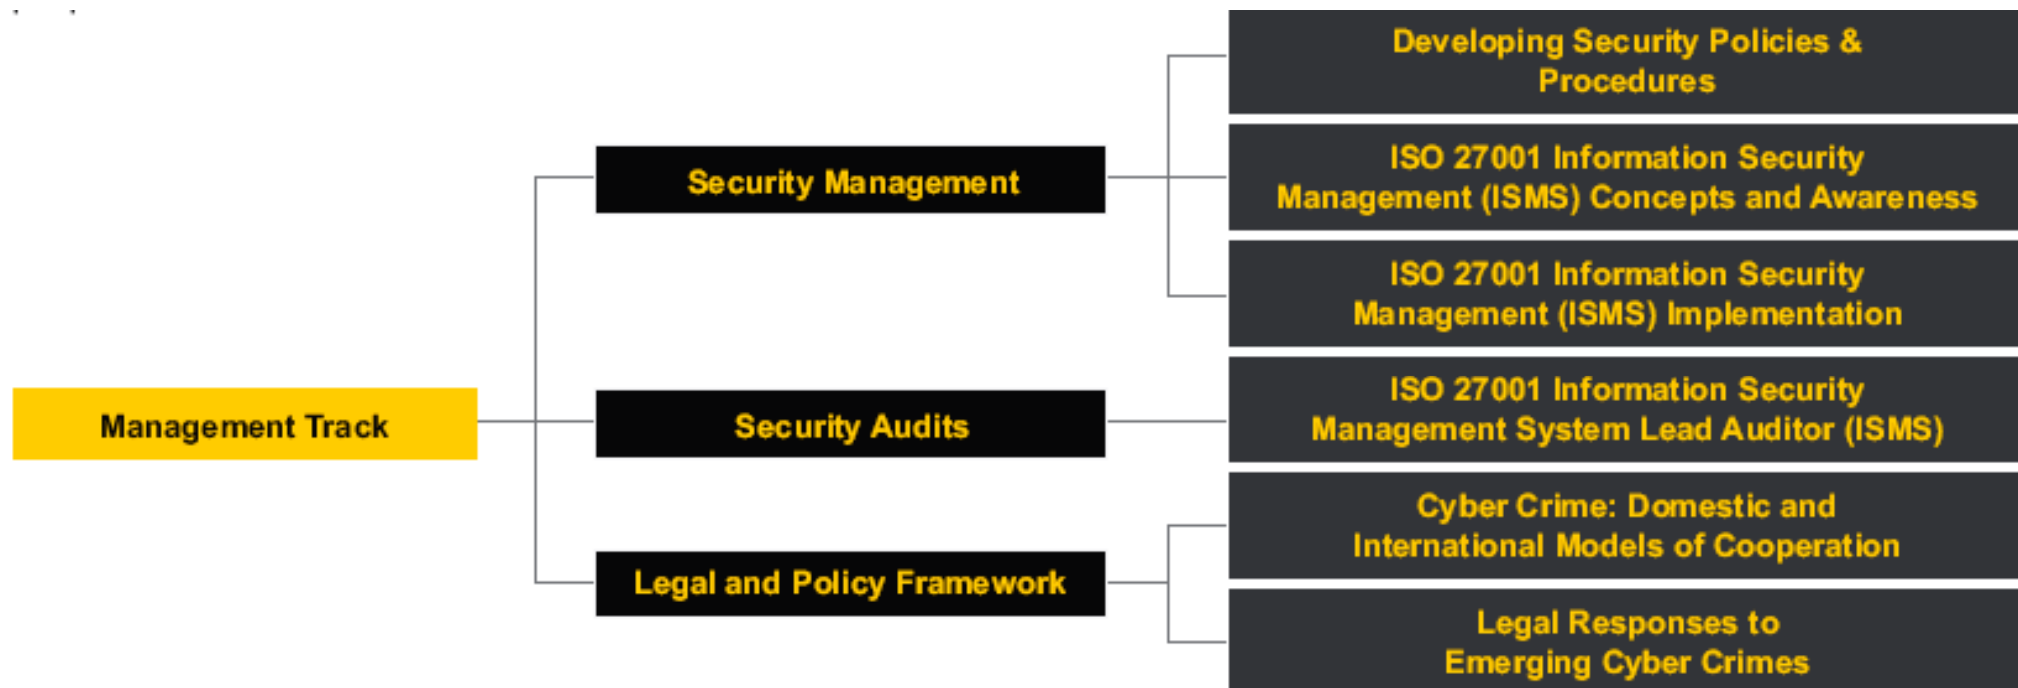 Management Track
Security Management
Developing Security Policies &
Procedures
ISO 27001 Information Security
Management (ISMS) Concepts and Awareness
ISO 27001 Information Security
Management (ISMS) Implementation
Security Audits
ISO 27001 Information Security
Management System Lead Auditor (ISMS)
Legal and Policy Framework
Cyber Crime: Domestic and
International Models of Cooperation
Legal Responses to
Emerging Cyber Crimes